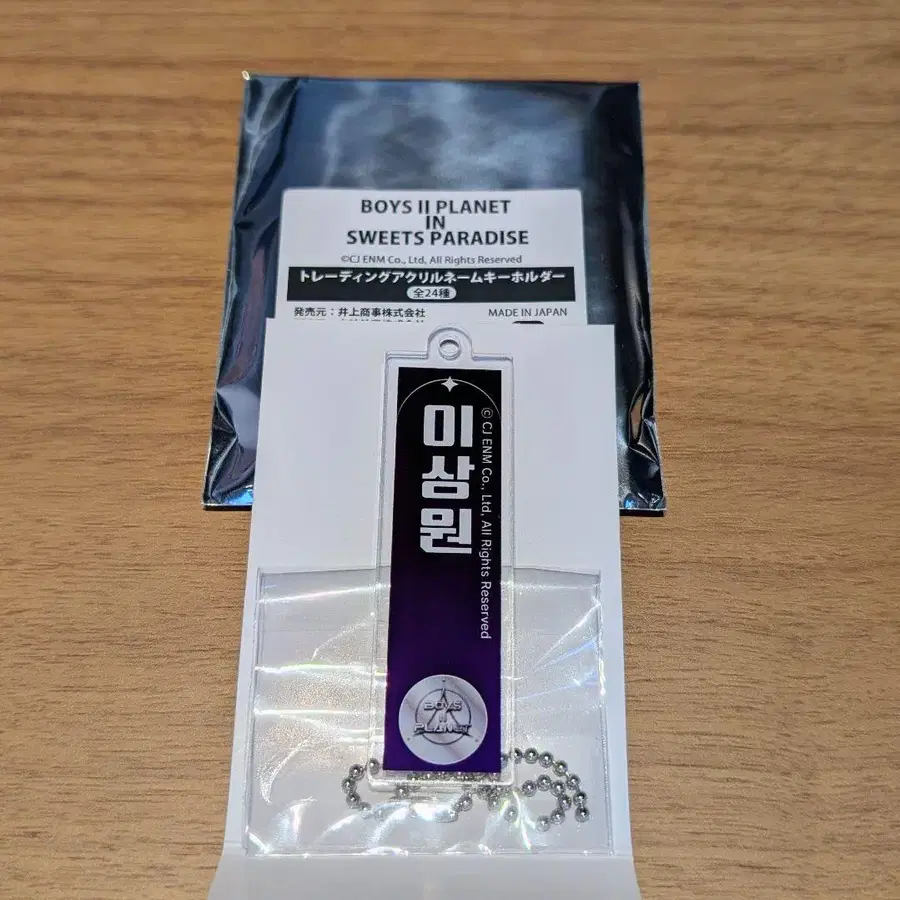 BOYS II PLANET
IN
SWEETS PARADISE
©CJ ENM Co., Ltd, All Rights Reserved
トレーディングアクリルネームキーホルダー
全24種
発売元：井上商事株式会社
MADE IN JAPAN
이상원
© CJ ENM Co., Ltd, All Rights Reserved
BOYS
II
PLANET